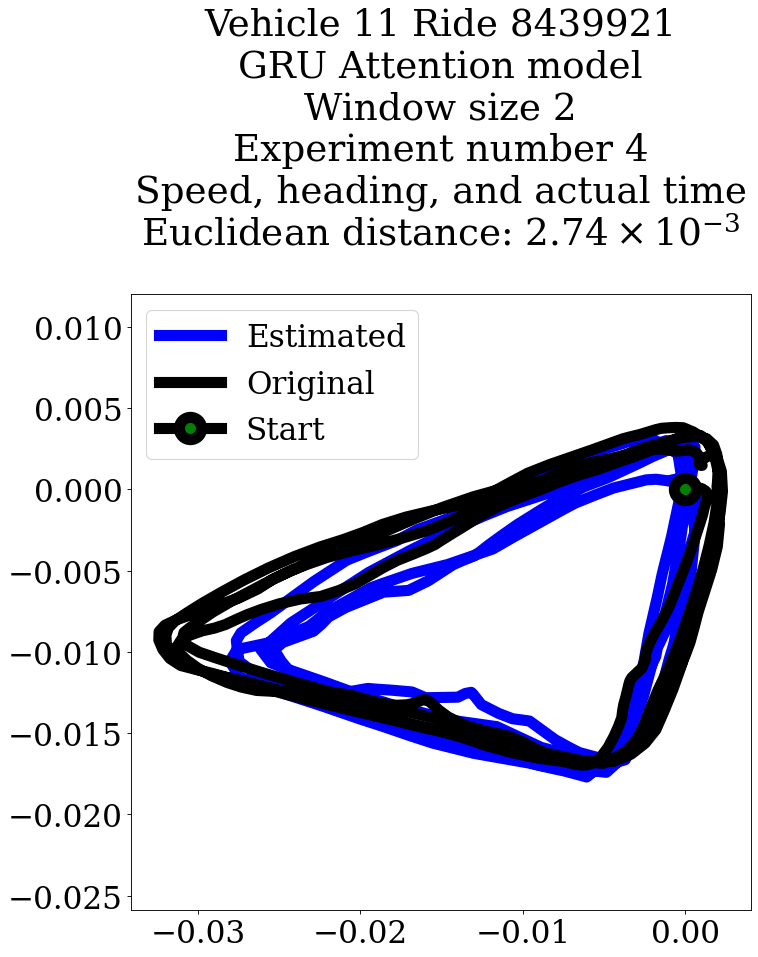 Vehicle 11 Ride 8439921
GRU Attention model
Window size 2
Experiment number 4
Speed, heading, and actual time
Euclidean distance: 2.74 × 10⁻³
Estimated
Original
Start
0.010
0.005
0.000
−0.005
−0.010
−0.015
−0.020
−0.025
−0.03 −0.02 −0.01 0.00